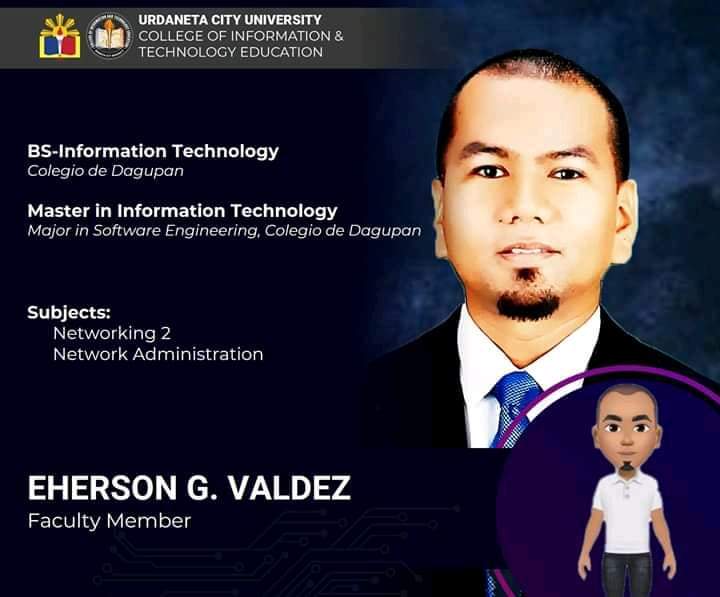 URDANETA CITY UNIVERSITY
COLLEGE OF INFORMATION &
TECHNOLOGY EDUCATION
BS-Information Technology
Colegio de Dagupan
Master in Information Technology
Major in Software Engineering, Colegio de Dagupan
Subjects:
Networking 2
Network Administration
EHERSON G. VALDEZ
Faculty Member